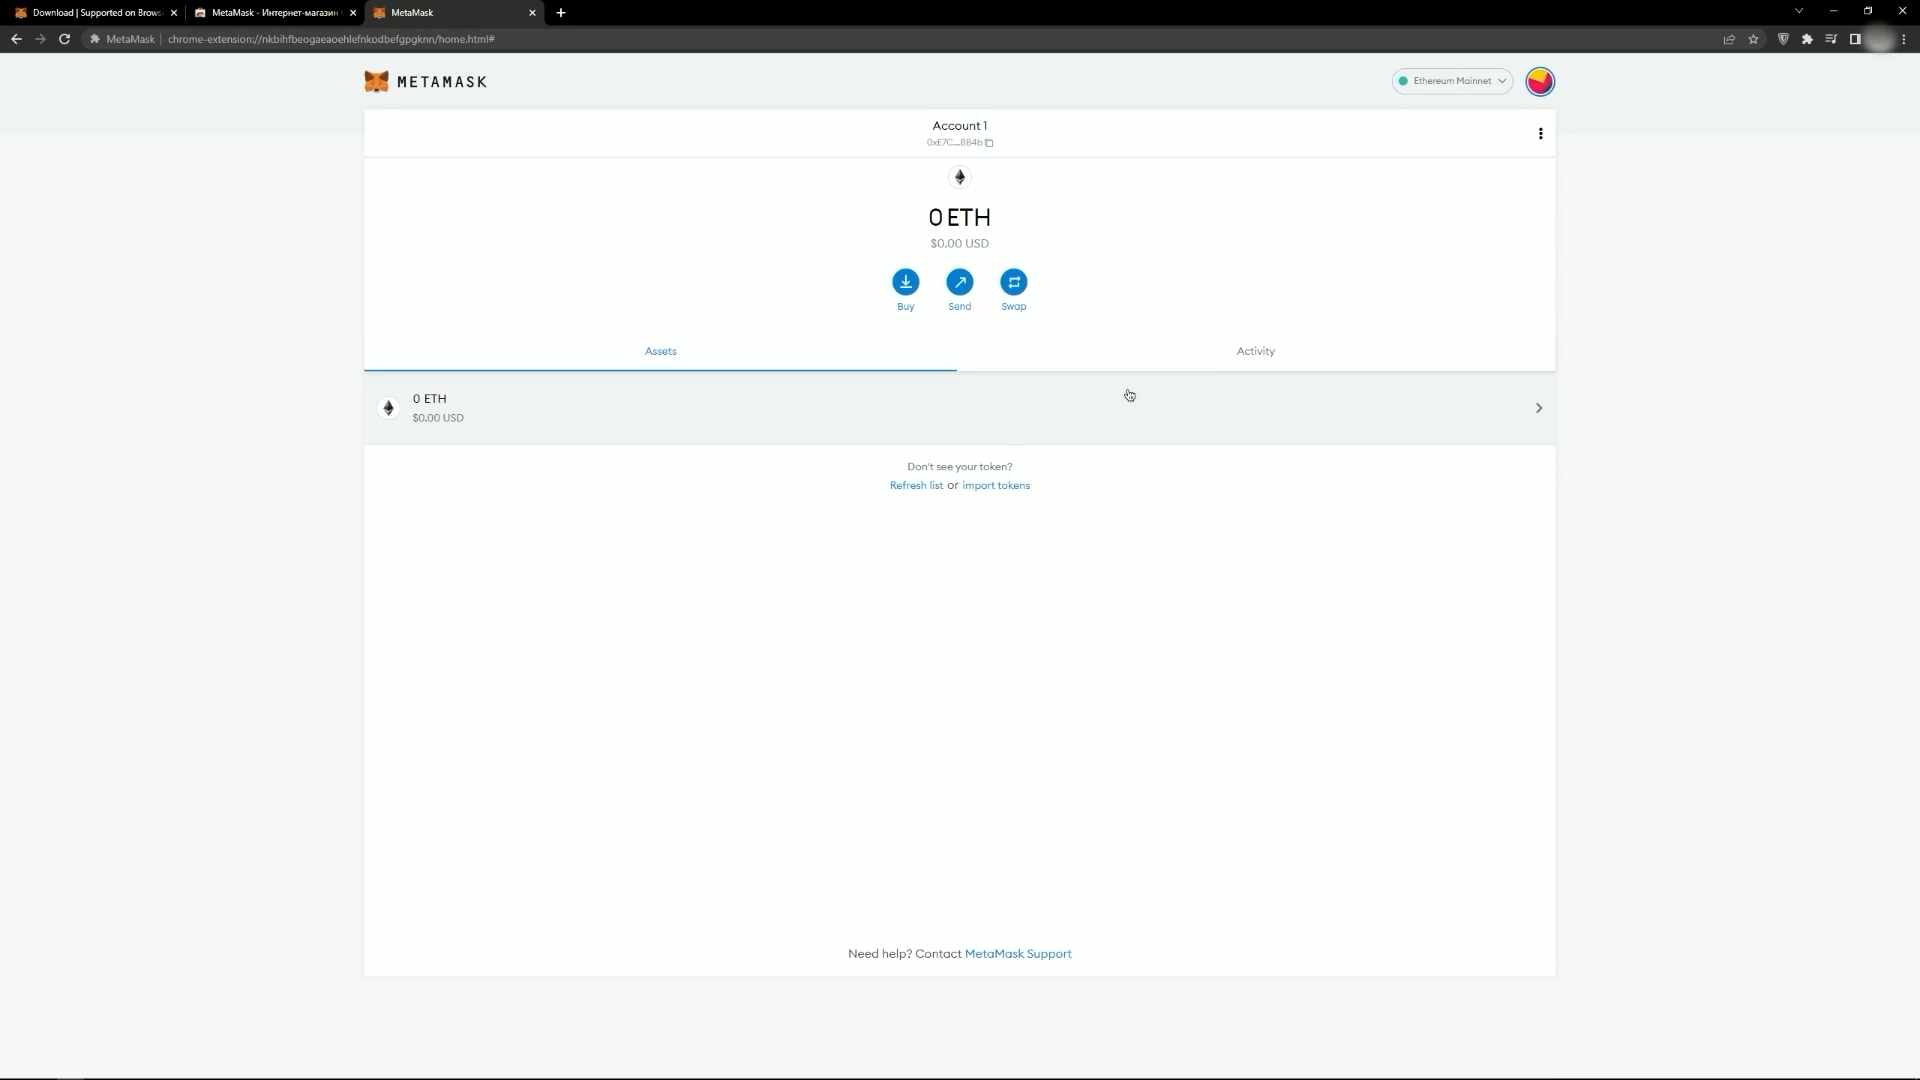 Download | Supported on Brows
MetaMask - Интернет-магазин
MetaMask
MetaMask | chrome-extension://nkbihfbeogaeaoehlefnkodbefgpgknn/home.html#
METAMASK
Ethereum Mainnet
Account 1
0xE7C...BB4b
0 ETH
$0.00 USD
Buy
Send
Swap
Assets
Activity
0 ETH
$0.00 USD
Don't see your token?
Refresh list or import tokens
Need help? Contact MetaMask Support